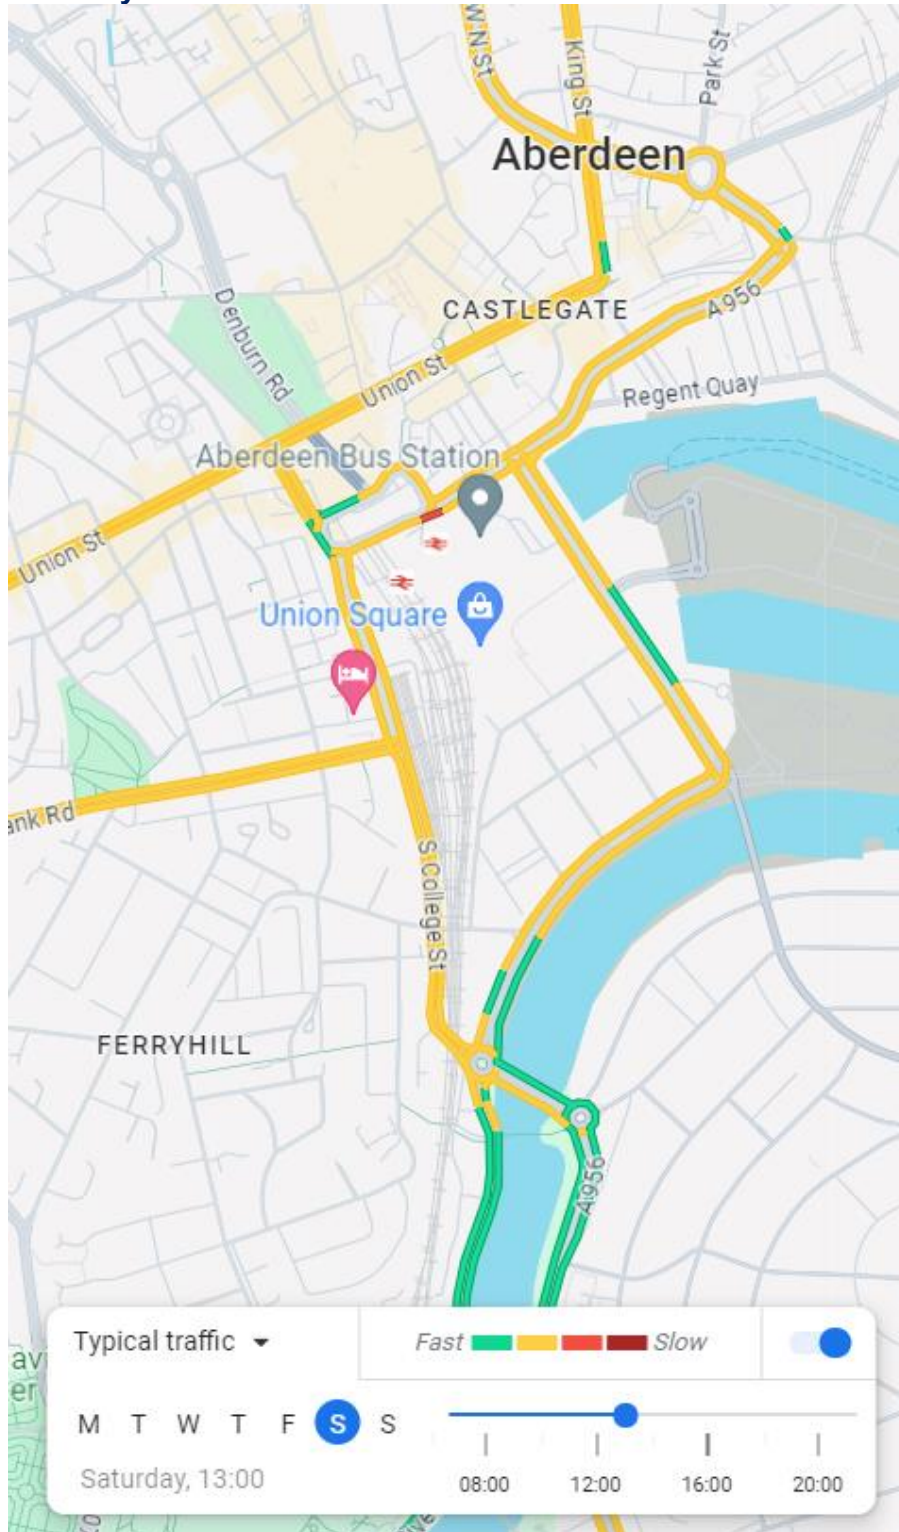 W N St
King St
Park St
Aberdeen
CASTLEGATE
A956
Denburn Rd
Union St
Regent Quay
Aberdeen Bus Station
Union St
Union Square
ank Rd
S College St
FERRYHILL
A956
Typical traffic
Fast
Slow
av
er
M T W T F S S
Saturday, 13:00
08:00 12:00 16:00 20:00